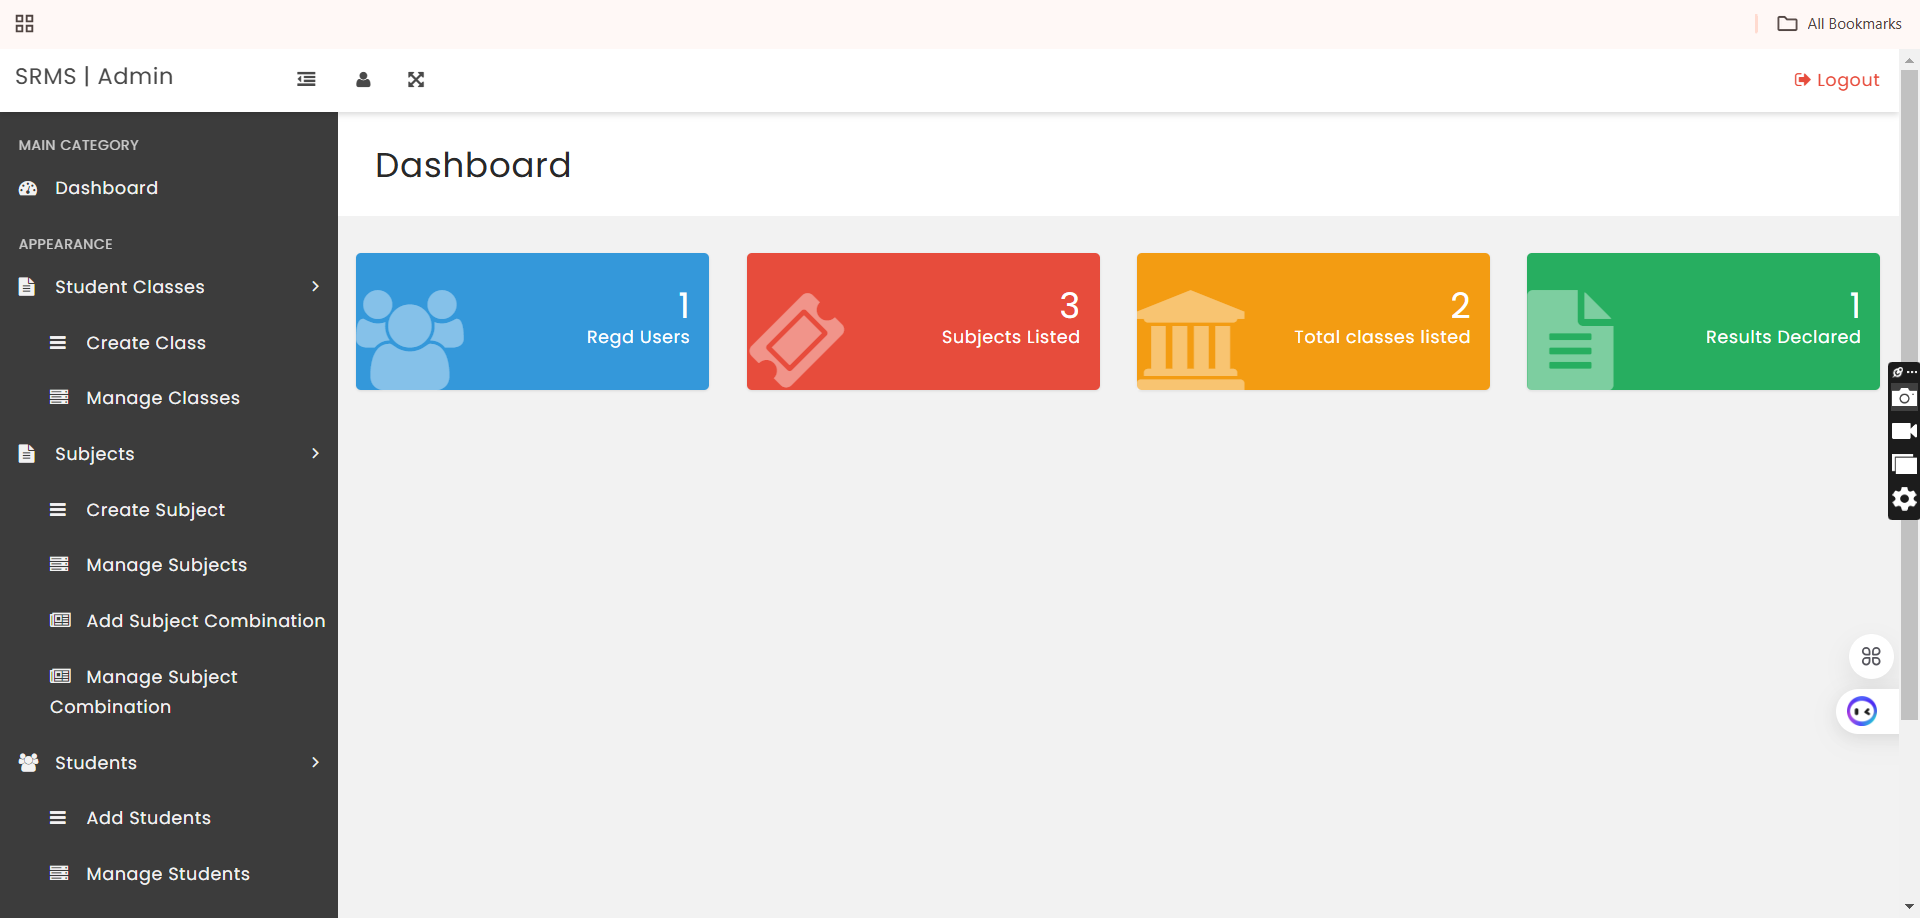 All Bookmarks
SRMS | Admin
Logout
MAIN CATEGORY
Dashboard
APPEARANCE
Student Classes
Create Class
Manage Classes
Subjects
Create Subject
Manage Subjects
Add Subject Combination
Manage Subject
Combination
Students
Add Students
Manage Students
Dashboard
1
Regd Users
3
Subjects Listed
2
Total classes listed
1
Results Declared